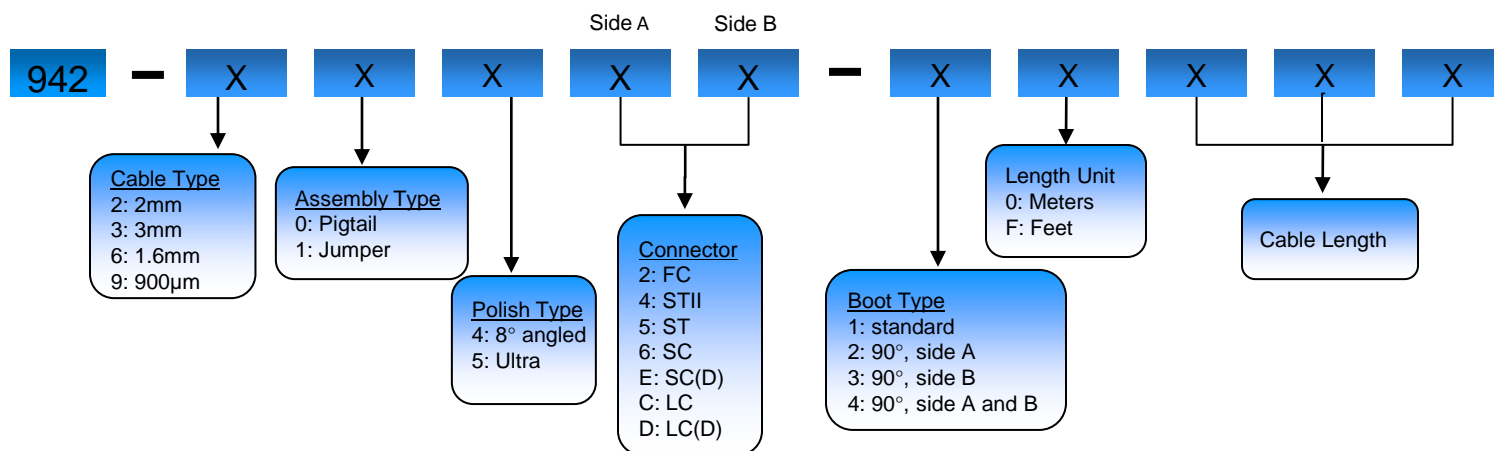 Side A Side B
942 – X X X X X – X X X X X
Cable Type
2: 2mm
3: 3mm
6: 1.6mm
9: 900µm
Assembly Type
0: Pigtail
1: Jumper
Polish Type
4: 8° angled
5: Ultra
Connector
2: FC
4: STII
5: ST
6: SC
E: SC(D)
C: LC
D: LC(D)
Boot Type
1: standard
2: 90°, side A
3: 90°, side B
4: 90°, side A and B
Length Unit
0: Meters
F: Feet
Cable Length